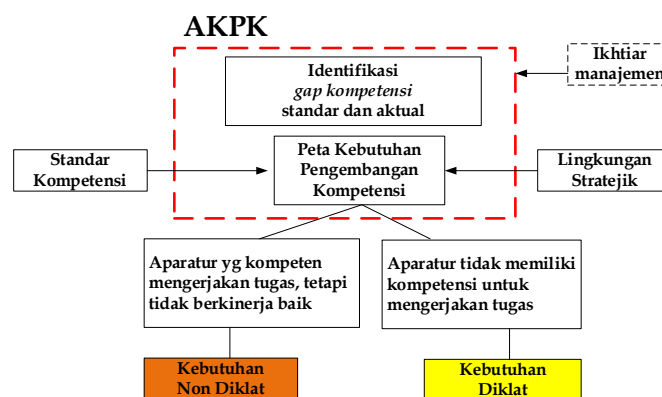 AKPK
Identifikasi
gap kompetensi
standar dan aktual
Ikhtiar
manajemen
Standar
Kompetensi
Peta Kebutuhan
Pengembangan
Kompetensi
Lingkungan
Stratejik
Aparatur yg kompeten
mengerjakan tugas, tetapi
tidak berkinerja baik
Aparatur tidak memiliki
kompetensi untuk
mengerjakan tugas
Kebutuhan
Non Diklat
Kebutuhan
Diklat